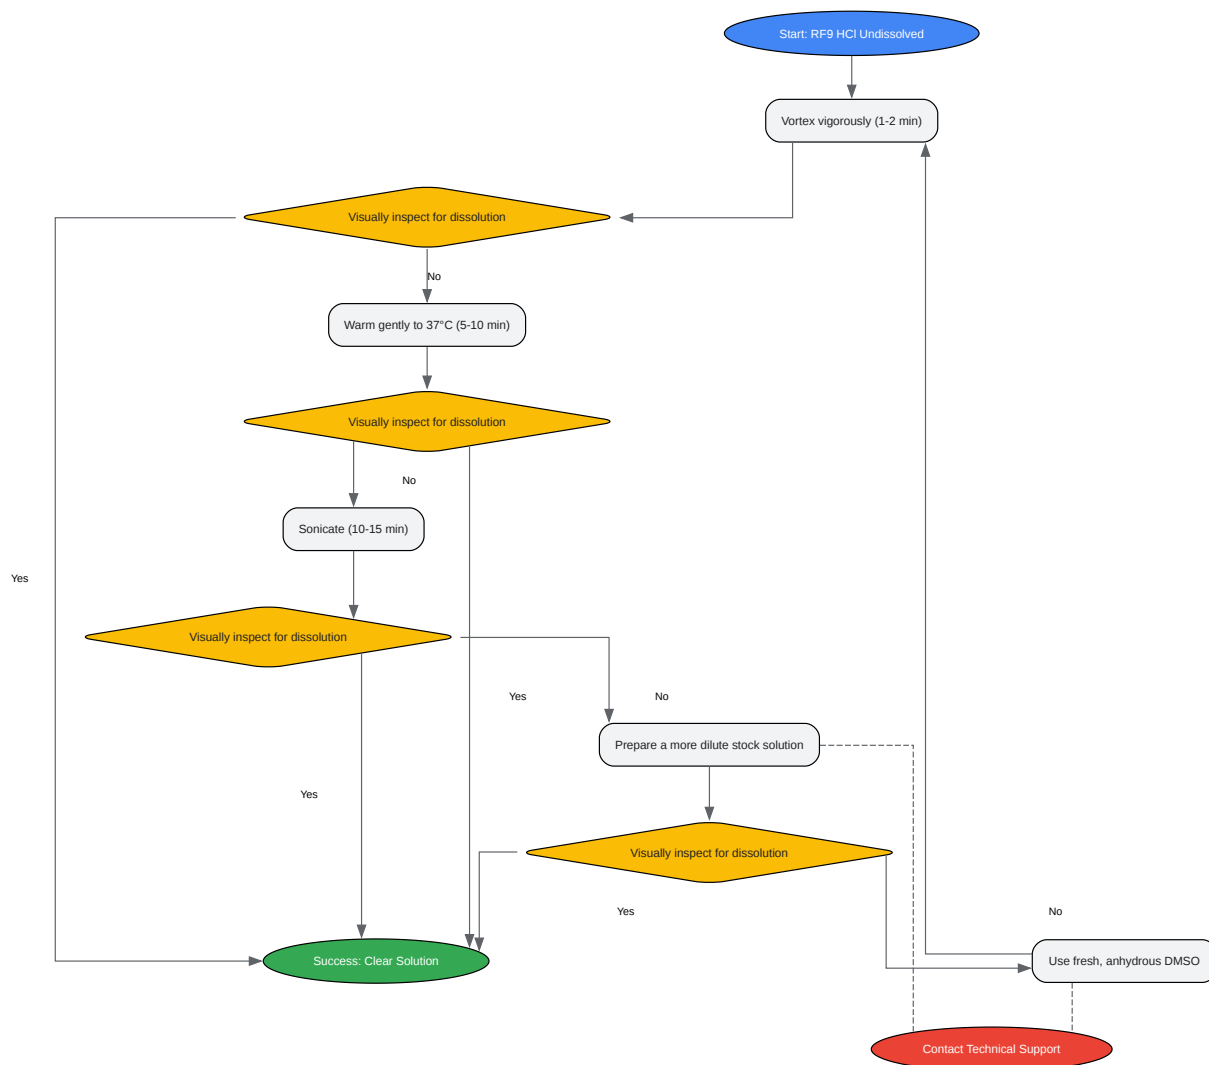 Start: RF9 HCl Undissolved
Vortex vigorously (1-2 min)
Visually inspect for dissolution
No
Warm gently to 37°C (5-10 min)
Visually inspect for dissolution
No
Sonicate (10-15 min)
Yes
Visually inspect for dissolution
Yes
No
Prepare a more dilute stock solution
Yes
Visually inspect for dissolution
Yes
No
Success: Clear Solution
Use fresh, anhydrous DMSO
Contact Technical Support